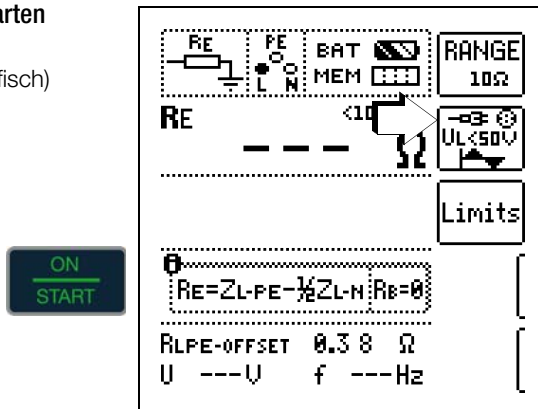 arten
fisch)
ON
START
RE
PE
L N
BAT
MEM
RANGE
10Ω
RE
<10
--- Ω
UL<50V
Limits
RE=ZL-PE-½ZL-N RB=0
RLPE-OFFSET 0.38 Ω
U ---V f ---Hz